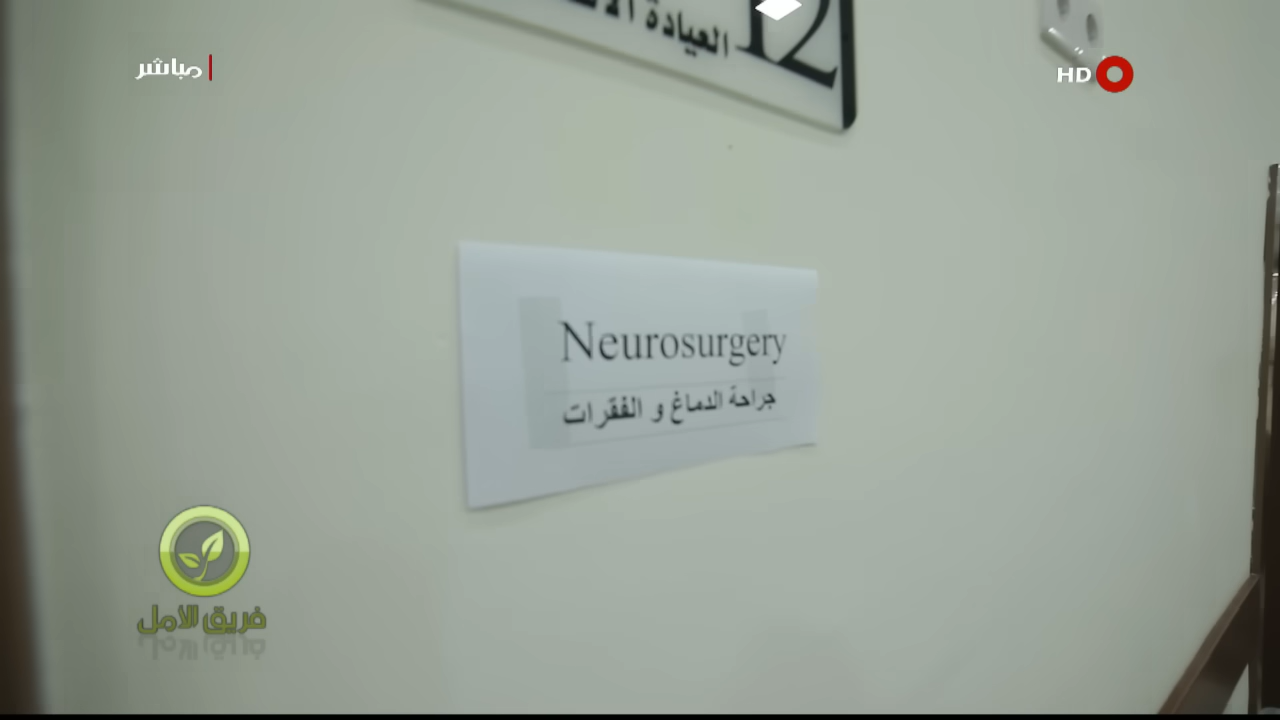 مباشر
HD
12
العيادة
Neurosurgery
جراحة الدماغ و الفقرات
فريق الامل